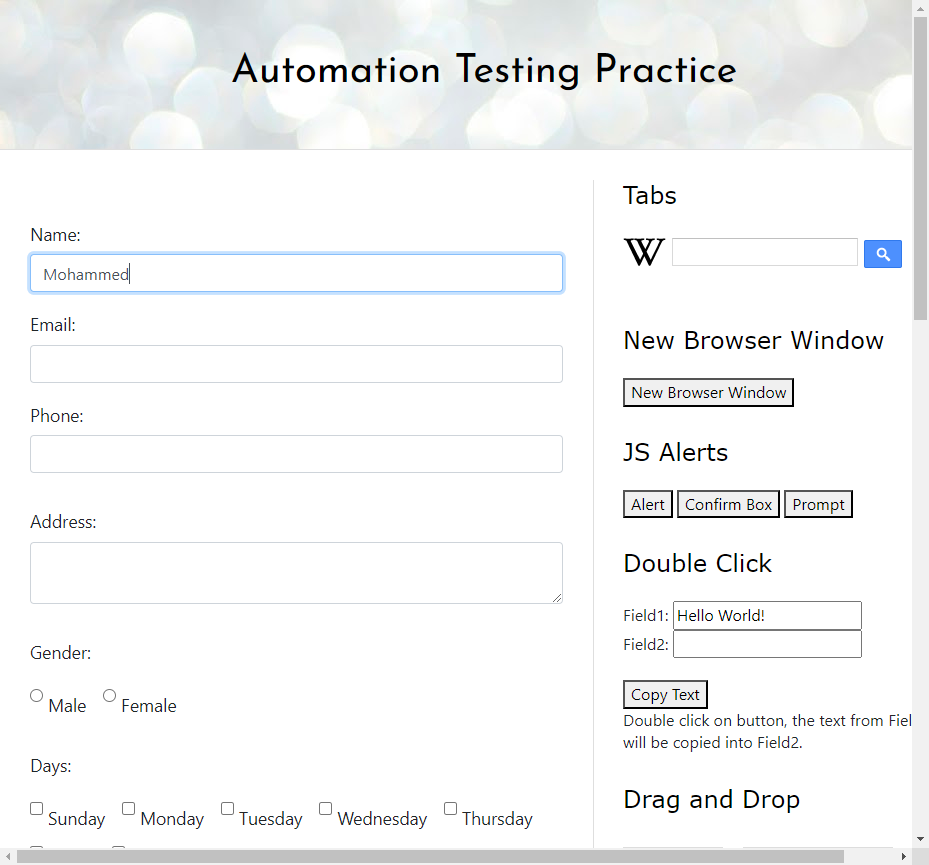 Automation Testing Practice
Name:
Mohammed
Email:
Phone:
Address:
Gender:
Male Female
Days:
Sunday Monday Tuesday Wednesday Thursday
Tabs
W
New Browser Window
New Browser Window
JS Alerts
Alert Confirm Box Prompt
Double Click
Field1: Hello World!
Field2:
Copy Text
Double click on button, the text from Fiel
will be copied into Field2.
Drag and Drop